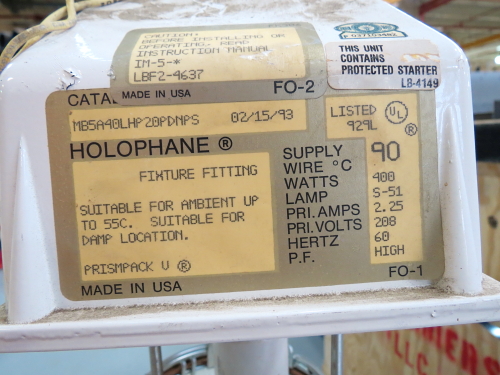 CAUTION:
BEFORE INSTALLING OR
OPERATING, READ
INSTRUCTION MANUAL
IM-5-*
LBF2-4637
MADE IN USA
FO-2
THIS UNIT
CONTAINS
PROTECTED STARTER
L8-4149
MB5A40LHP20PDNPS 02/15/93
LISTED UL ®
929L
HOLOPHANE ®
FIXTURE FITTING
SUITABLE FOR AMBIENT UP
TO 55C. SUITABLE FOR
DAMP LOCATION.
PRISMPACK V ®
MADE IN USA
SUPPLY
WIRE °C 90
WATTS 400
LAMP S-51
PRI.AMPS 2.25
PRI.VOLTS 208
HERTZ 60
P.F. HIGH
FO-1
LLC